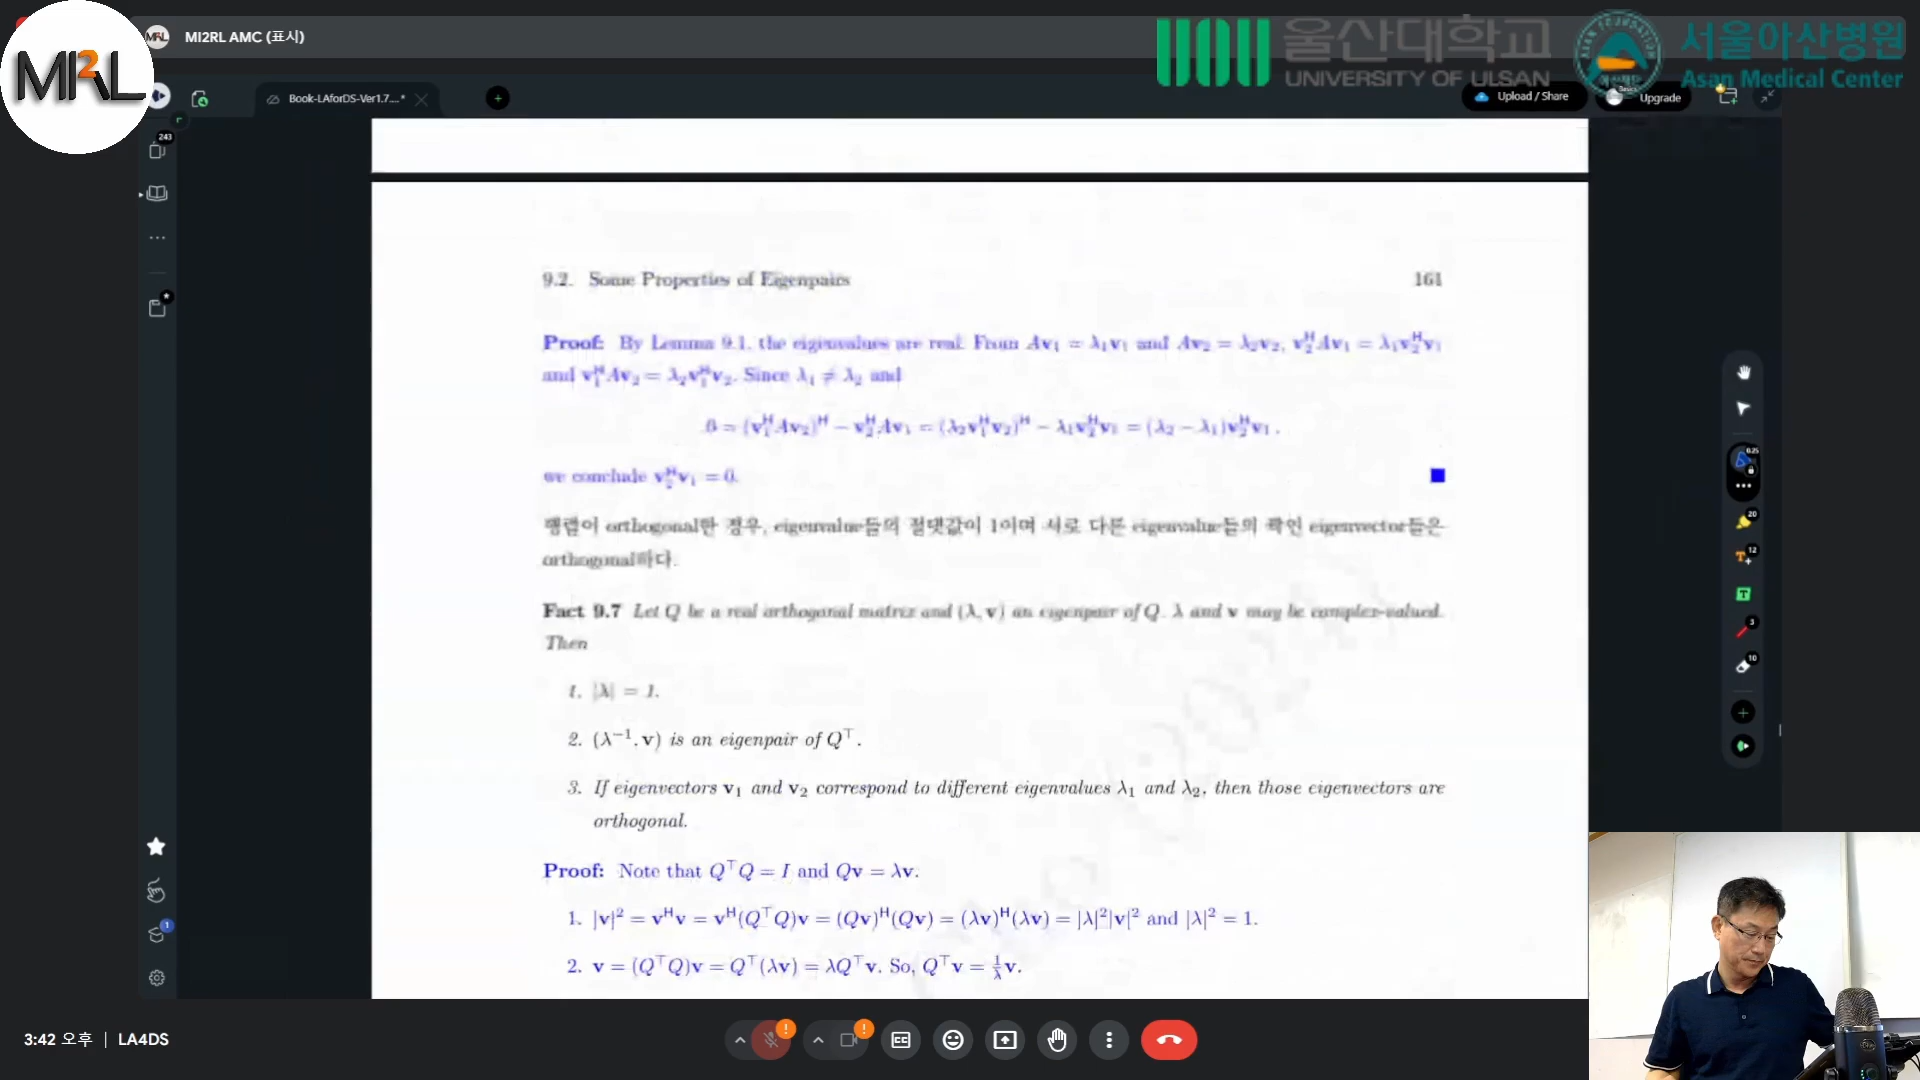 MI2RL
MI2RL AMC (표시)
울산대학교
UNIVERSITY OF ULSAN
서울아산병원
Asan Medical Center
Book-LAforDS-Ver1.7....*
Upload / Share
Upgrade
243
9.2. Some Properties of Eigenpairs 161
Proof: By Lemma 9.1, the eigenvalues are real. From Av₁ = λ₁v₁ and Av₂ = λ₂v₂, v₂ᴴAv₁ = λ₁v₂ᴴv₁
and v₁ᴴAv₂ = λ₂v₁ᴴv₂. Since λ₁ ≠ λ₂ and
0 = (v₁ᴴAv₂)ᴴ − v₂ᴴAv₁ = (λ₂v₁ᴴv₂)ᴴ − λ₁v₂ᴴv₁ = (λ₂ − λ₁)v₂ᴴv₁ .
we conclude v₂ᴴv₁ = 0.
행렬이 orthogonal한 경우, eigenvalue들의 절댓값이 1이며 서로 다른 eigenvalue들의 짝인 eigenvector들은
orthogonal하다.
Fact 9.7 Let Q be a real orthogonal matrix and (λ, v) an eigenpair of Q. λ and v may be complex-valued.
Then
1. |λ| = 1.
2. (λ⁻¹, v) is an eigenpair of Q⊤.
3. If eigenvectors v₁ and v₂ correspond to different eigenvalues λ₁ and λ₂, then those eigenvectors are
orthogonal.
Proof: Note that Q⊤Q = I and Qv = λv.
1. |v|² = vᴴv = vᴴ(Q⊤Q)v = (Qv)ᴴ(Qv) = (λv)ᴴ(λv) = |λ|²|v|² and |λ|² = 1.
2. v = (Q⊤Q)v = Q⊤(λv) = λQ⊤v. So, Q⊤v = 1/λ v.
0.25
20
12
3
10
1
3:42 오후 | LA4DS